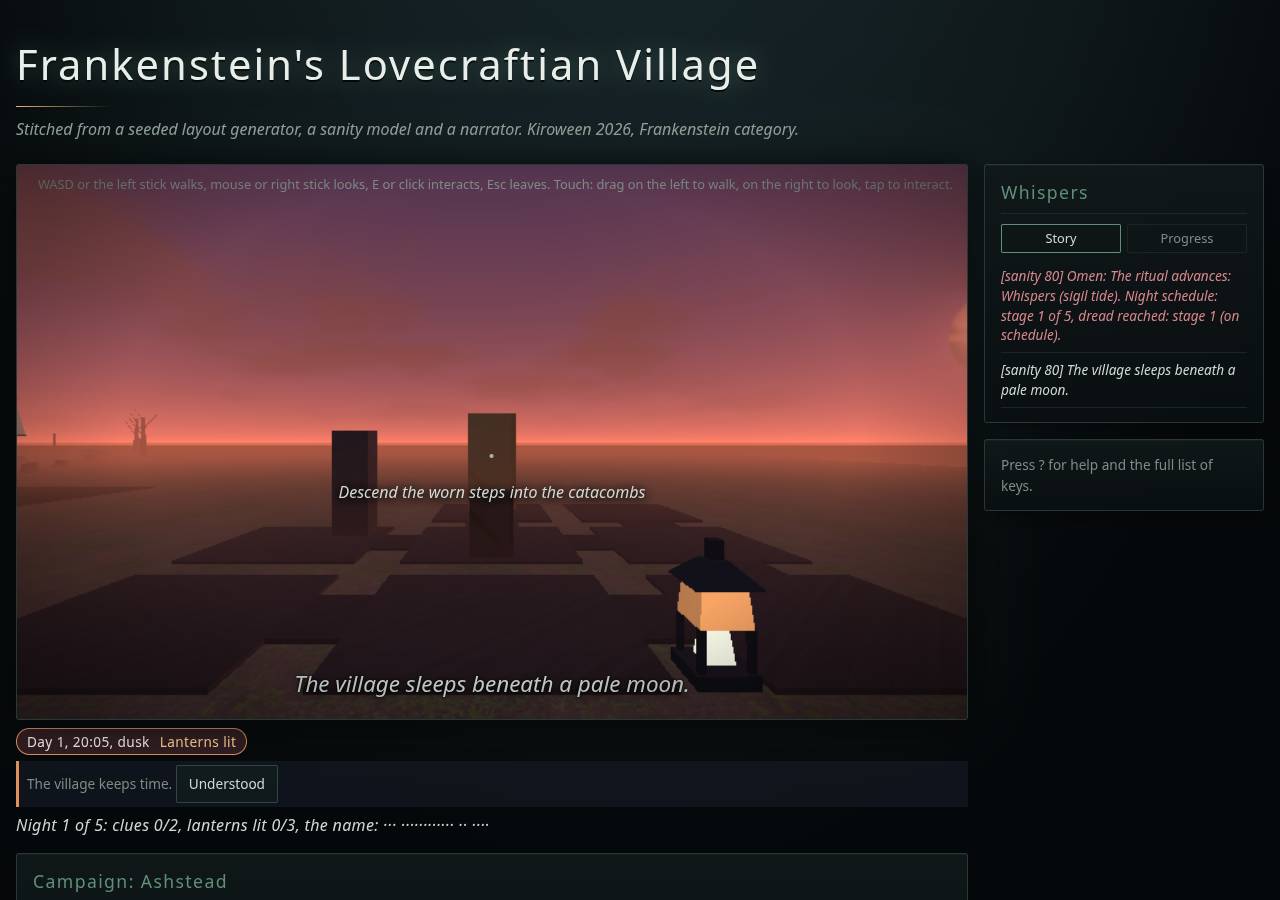 Frankenstein's Lovecraftian Village
Stitched from a seeded layout generator, a sanity model and a narrator. Kiroween 2026, Frankenstein category.
WASD or the left stick walks, mouse or right stick looks, E or click interacts, Esc leaves. Touch: drag on the left to walk, on the right to look, tap to interact.
Descend the worn steps into the catacombs
The village sleeps beneath a pale moon.
Day 1, 20:05, dusk Lanterns lit
The village keeps time. Understood
Night 1 of 5: clues 0/2, lanterns lit 0/3, the name: ··· ············ ·· ····
Campaign: Ashstead
Whispers
Story Progress
[sanity 80] Omen: The ritual advances:
Whispers (sigil tide). Night schedule:
stage 1 of 5, dread reached: stage 1 (on
schedule).
[sanity 80] The village sleeps beneath a
pale moon.
Press ? for help and the full list of
keys.